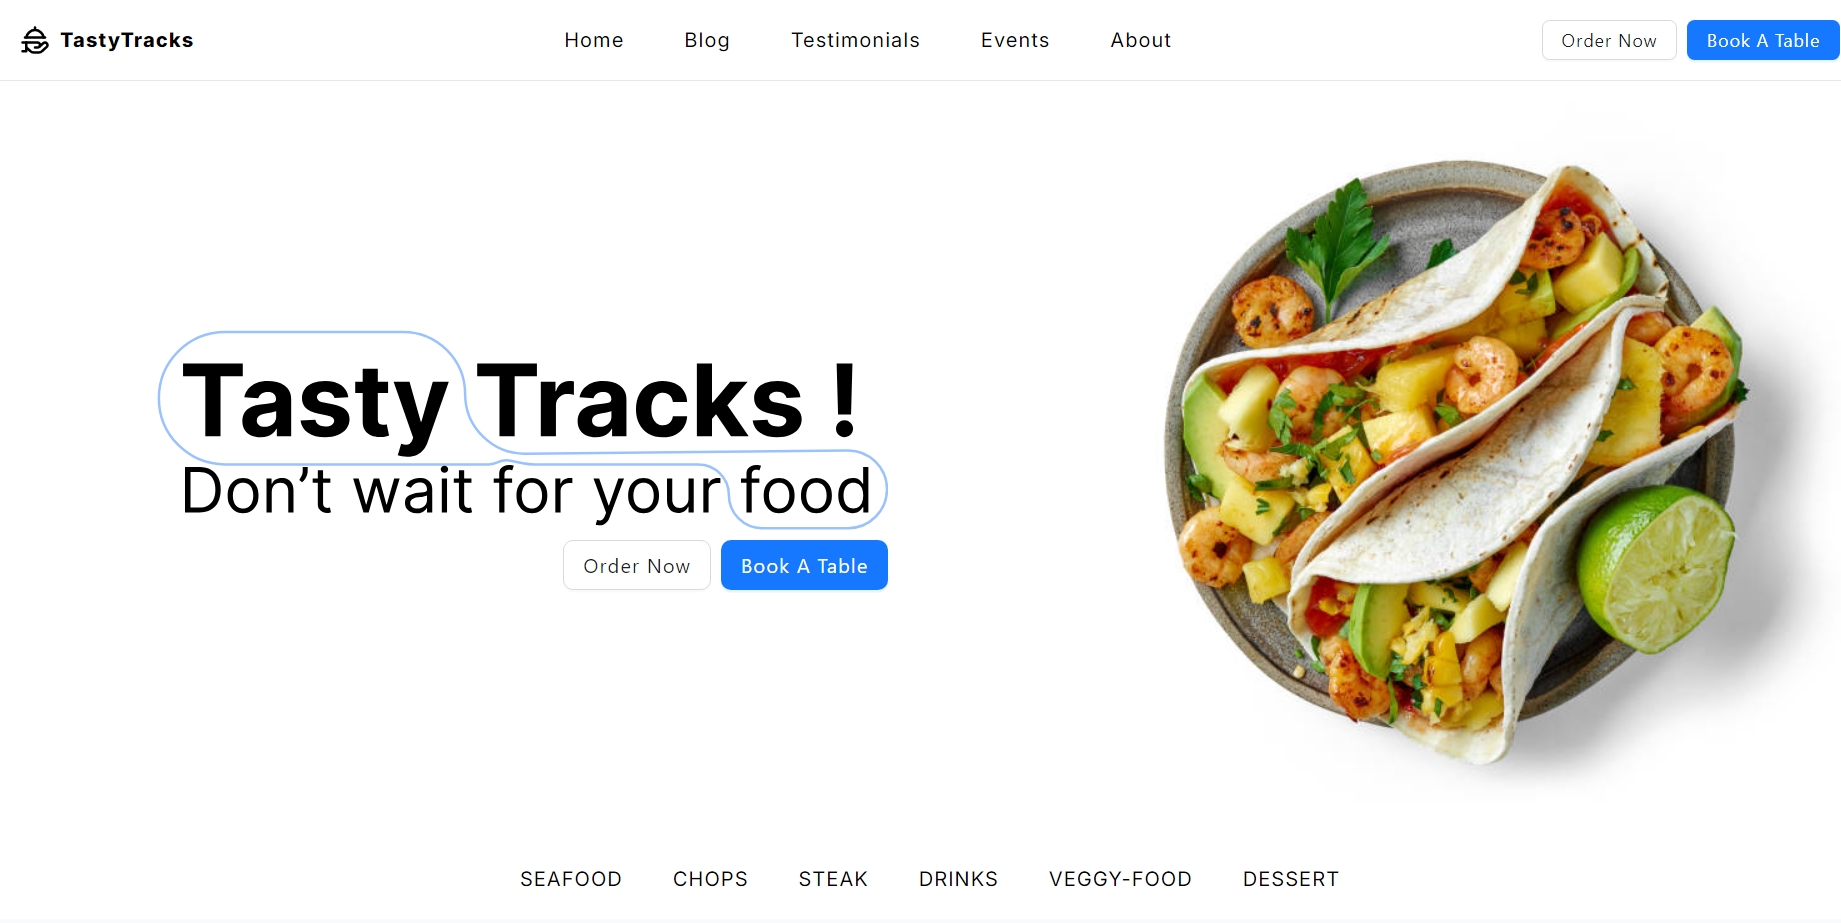 TastyTracks
Home Blog Testimonials Events About
Order Now Book A Table
Tasty Tracks !
Don’t wait for your food
Order Now Book A Table
SEAFOOD CHOPS STEAK DRINKS VEGGY-FOOD DESSERT